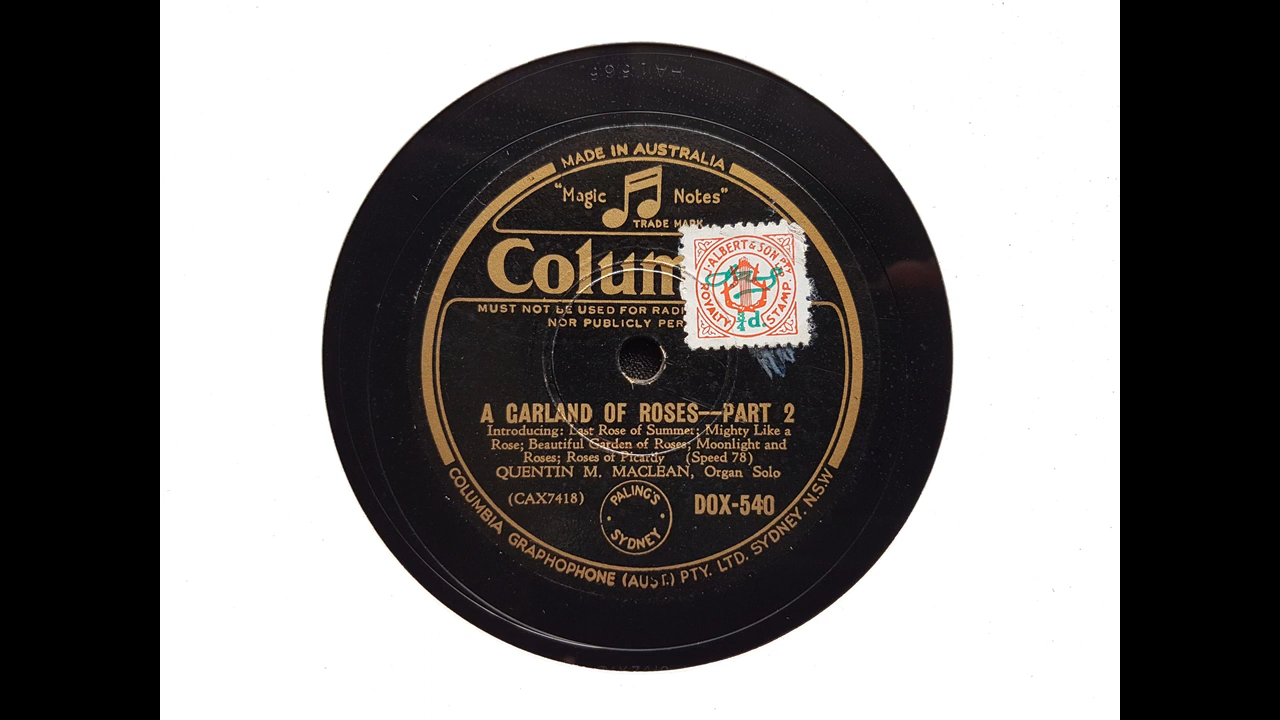 MADE IN AUSTRALIA
"Magic Notes"
TRADE MARK
Colum
MUST NOT BE USED FOR RADI
NOR PUBLICLY PER
J. ALBERT & SON PTY LTD
ROYALTY STAMP
¾d.
A GARLAND OF ROSES—PART 2
Introducing: Last Rose of Summer; Mighty Like a
Rose; Beautiful Garden of Roses; Moonlight and
Roses; Roses of Picardy (Speed 78)
QUENTIN M. MACLEAN, Organ Solo
(CAX7418)
PALING'S
SYDNEY
DOX-540
COLUMBIA GRAPHOPHONE (AUST.) PTY. LTD. SYDNEY. N.S.W